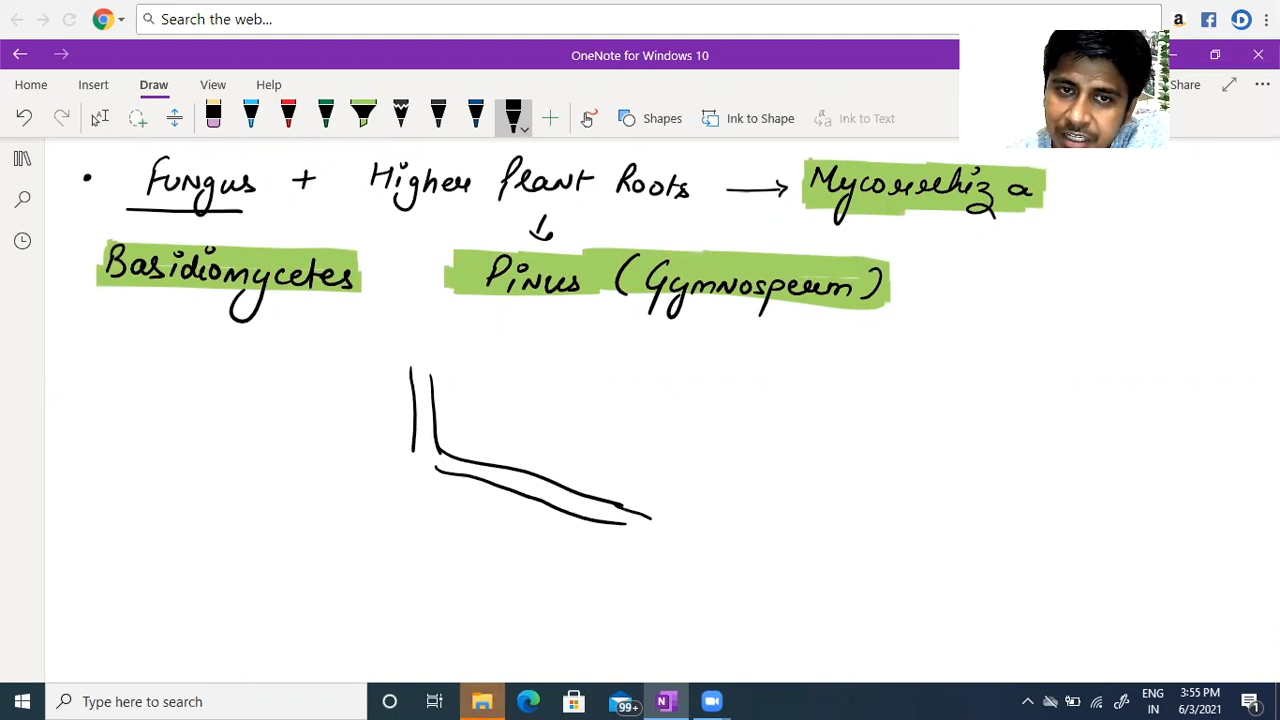 Search the web...
OneNote for Windows 10
Home Insert Draw View Help Share
Shapes Ink to Shape Ink to Text
• Fungus + Higher Plant Roots → Mycorrhiza
↓
Basidiomycetes Pinus (Gymnosperm)
Type here to search
99+
ENG
IN
3:55 PM
6/3/2021
1